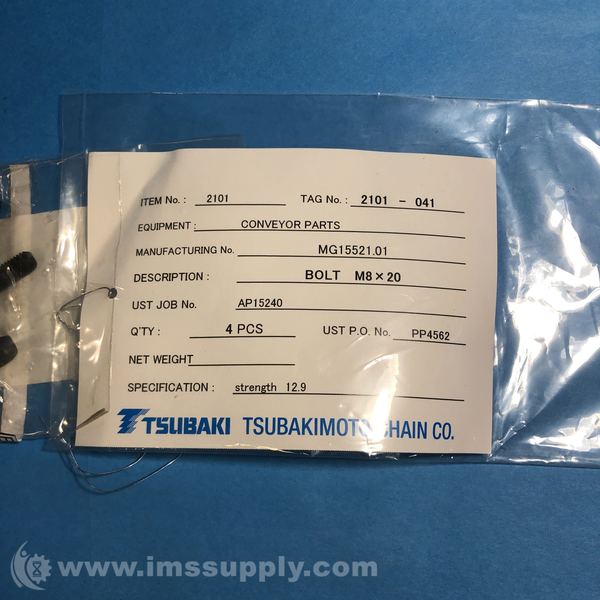 ITEM No.: 2101 TAG No.: 2101 - 041
EQUIPMENT: CONVEYOR PARTS
MANUFACTURING No. MG15521.01
DESCRIPTION: BOLT M8×20
UST JOB No. AP15240
Q'TY: 4 PCS UST P.O. No. PP4562
NET WEIGHT
SPECIFICATION: strength 12.9
TSUBAKI TSUBAKIMOTO CHAIN CO.
www.imssupply.com